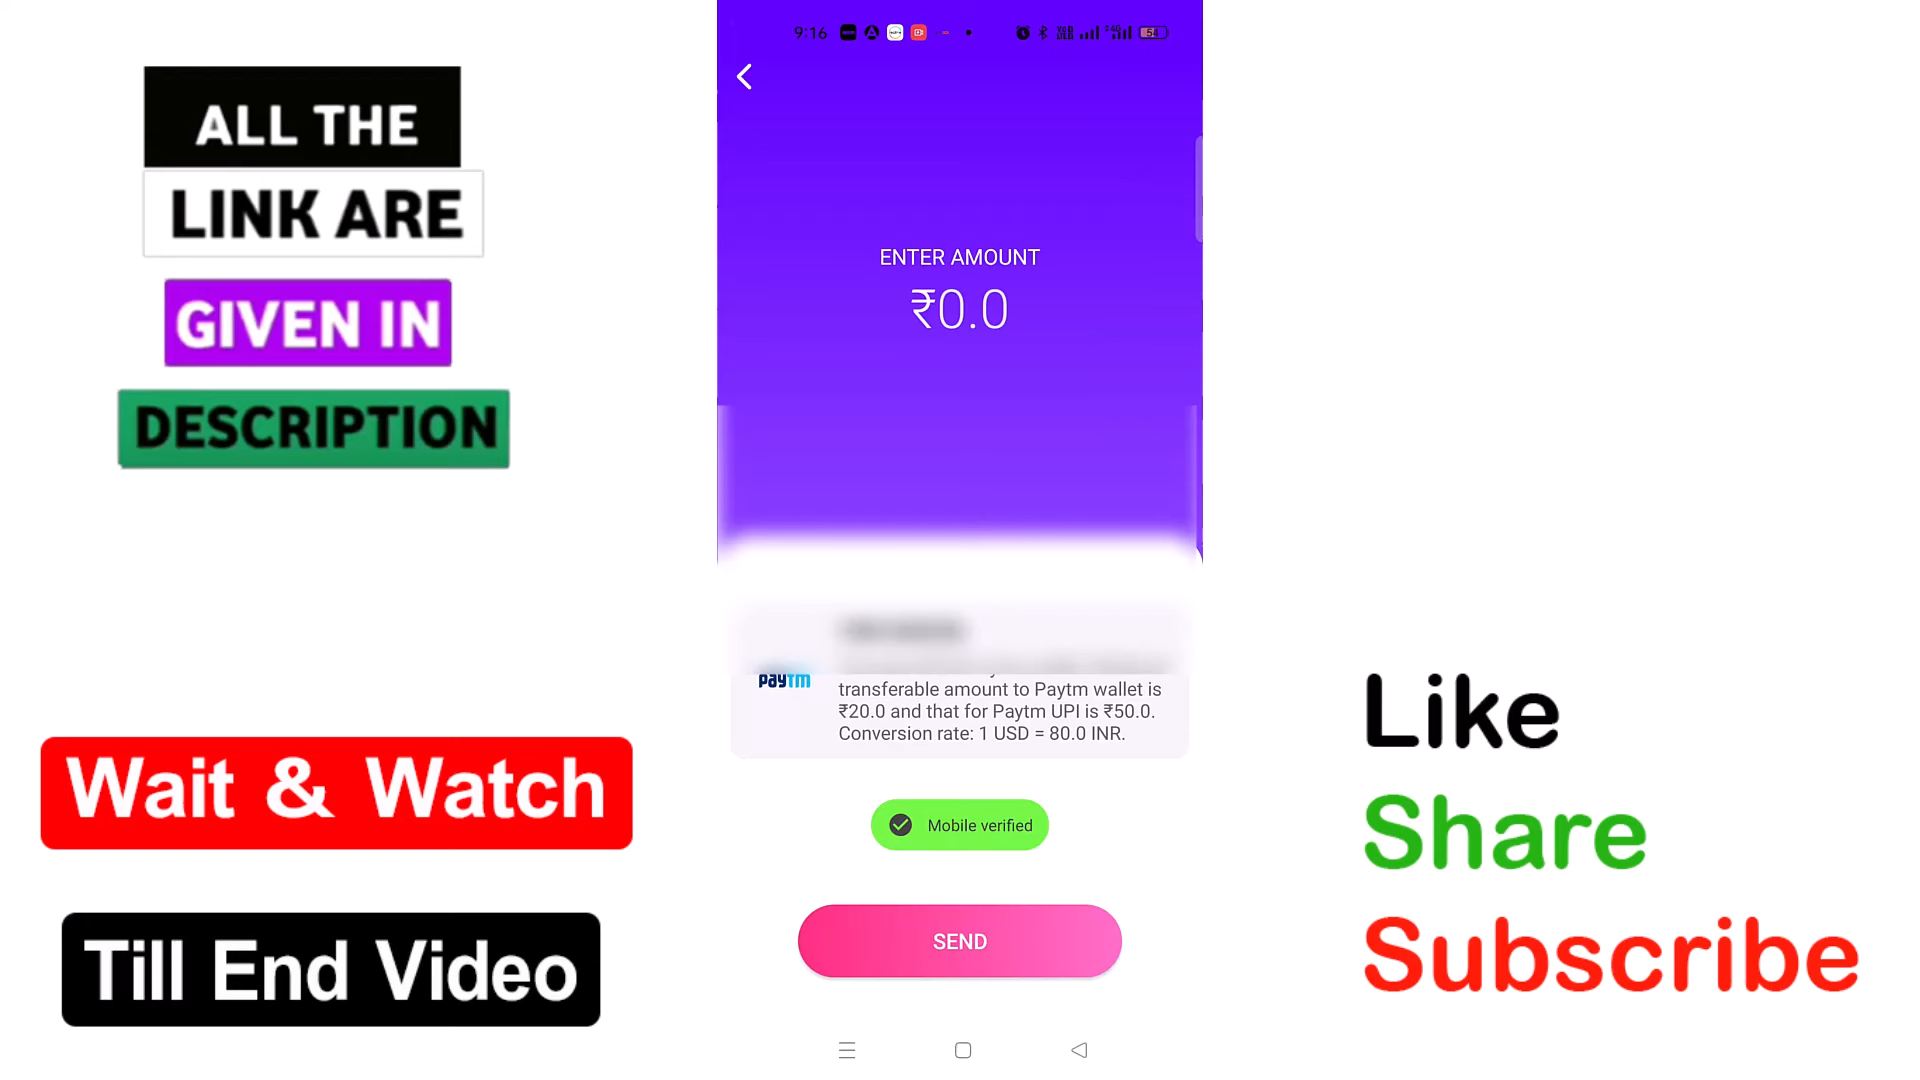 ALL THE
LINK ARE
GIVEN IN
DESCRIPTION
Wait & Watch
Till End Video
9:16
54
ENTER AMOUNT
₹0.0
paytm
transferable amount to Paytm wallet is
₹20.0 and that for Paytm UPI is ₹50.0.
Conversion rate: 1 USD = 80.0 INR.
Mobile verified
SEND
Like
Share
Subscribe